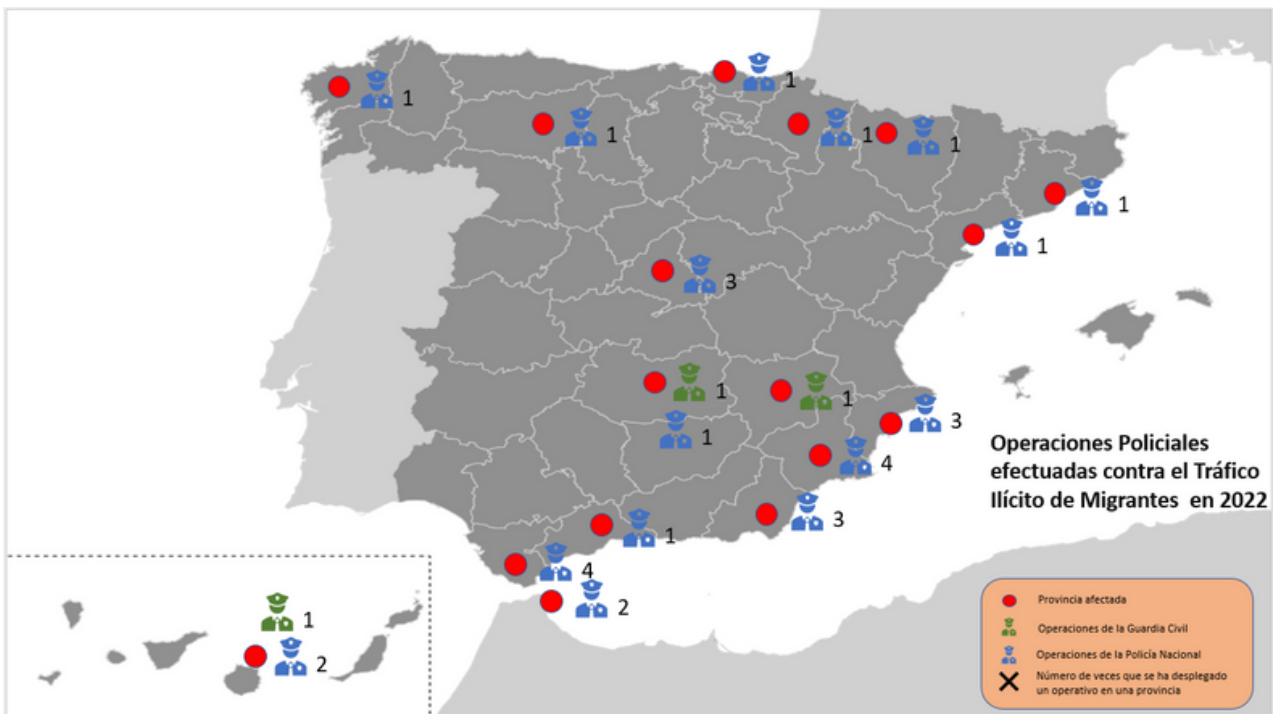 1
1
1
1
1
1
1
3
1
1
1
3
4
3
1
4
2
1
2
Operaciones Policiales
efectuadas contra el Tráfico
Ilícito de Migrantes en 2022
Provincia afectada
Operaciones de la Guardia Civil
Operaciones de la Policía Nacional
Número de veces que se ha desplegado
un operativo en una provincia